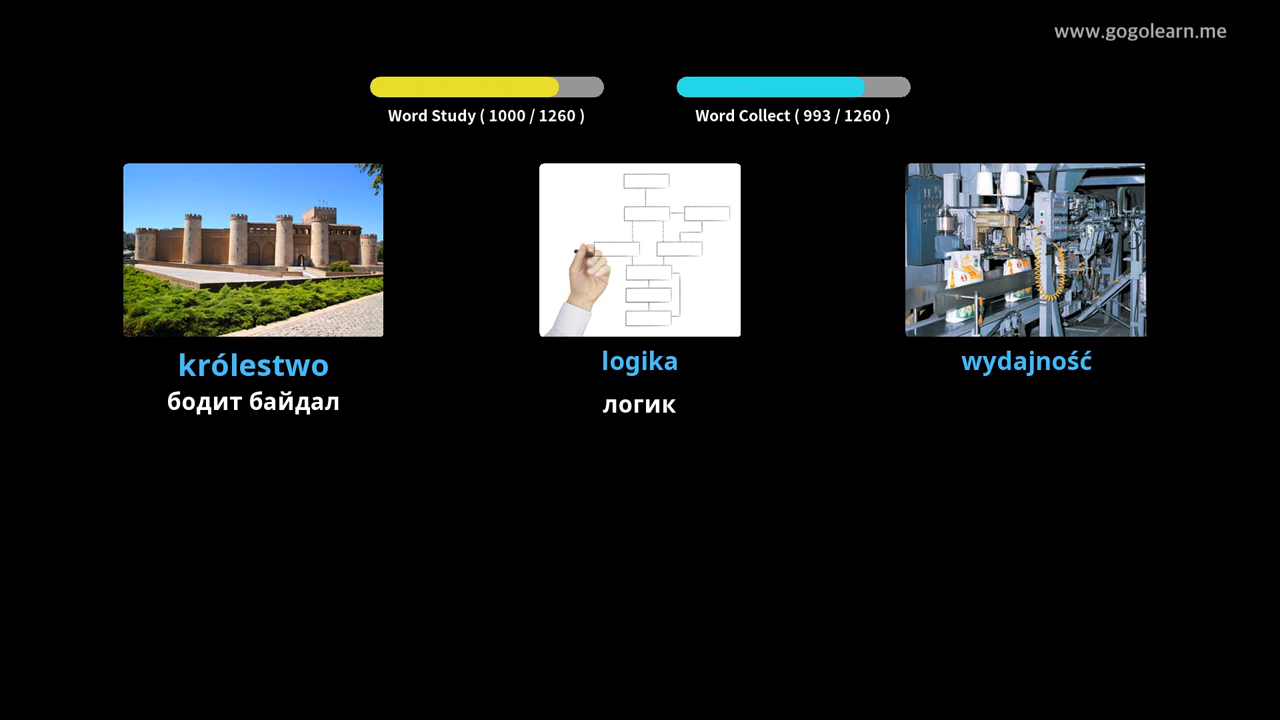 www.gogolearn.me
Word Study ( 1000 / 1260 )
Word Collect ( 993 / 1260 )
królestwo
бодит байдал
logika
логик
wydajność